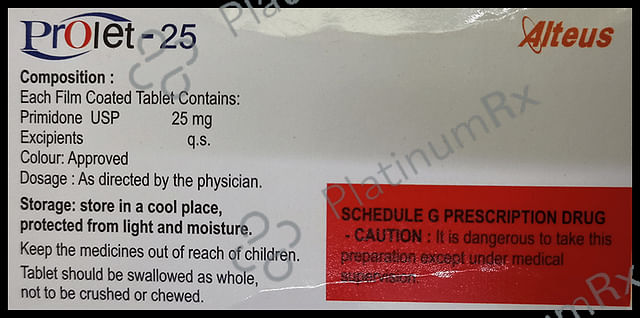 Prolet - 25
Alteus
Composition :
Each Film Coated Tablet Contains:
Primidone USP 25 mg
Excipients q.s.
Colour: Approved
Dosage : As directed by the physician.
Storage: store in a cool place,
protected from light and moisture.
Keep the medicines out of reach of children.
Tablet should be swallowed as whole,
not to be crushed or chewed.
SCHEDULE G PRESCRIPTION DRUG
- CAUTION : It is dangerous to take this
preparation except under medical
supervision.
PlatinumRx
PlatinumRx
PlatinumRx